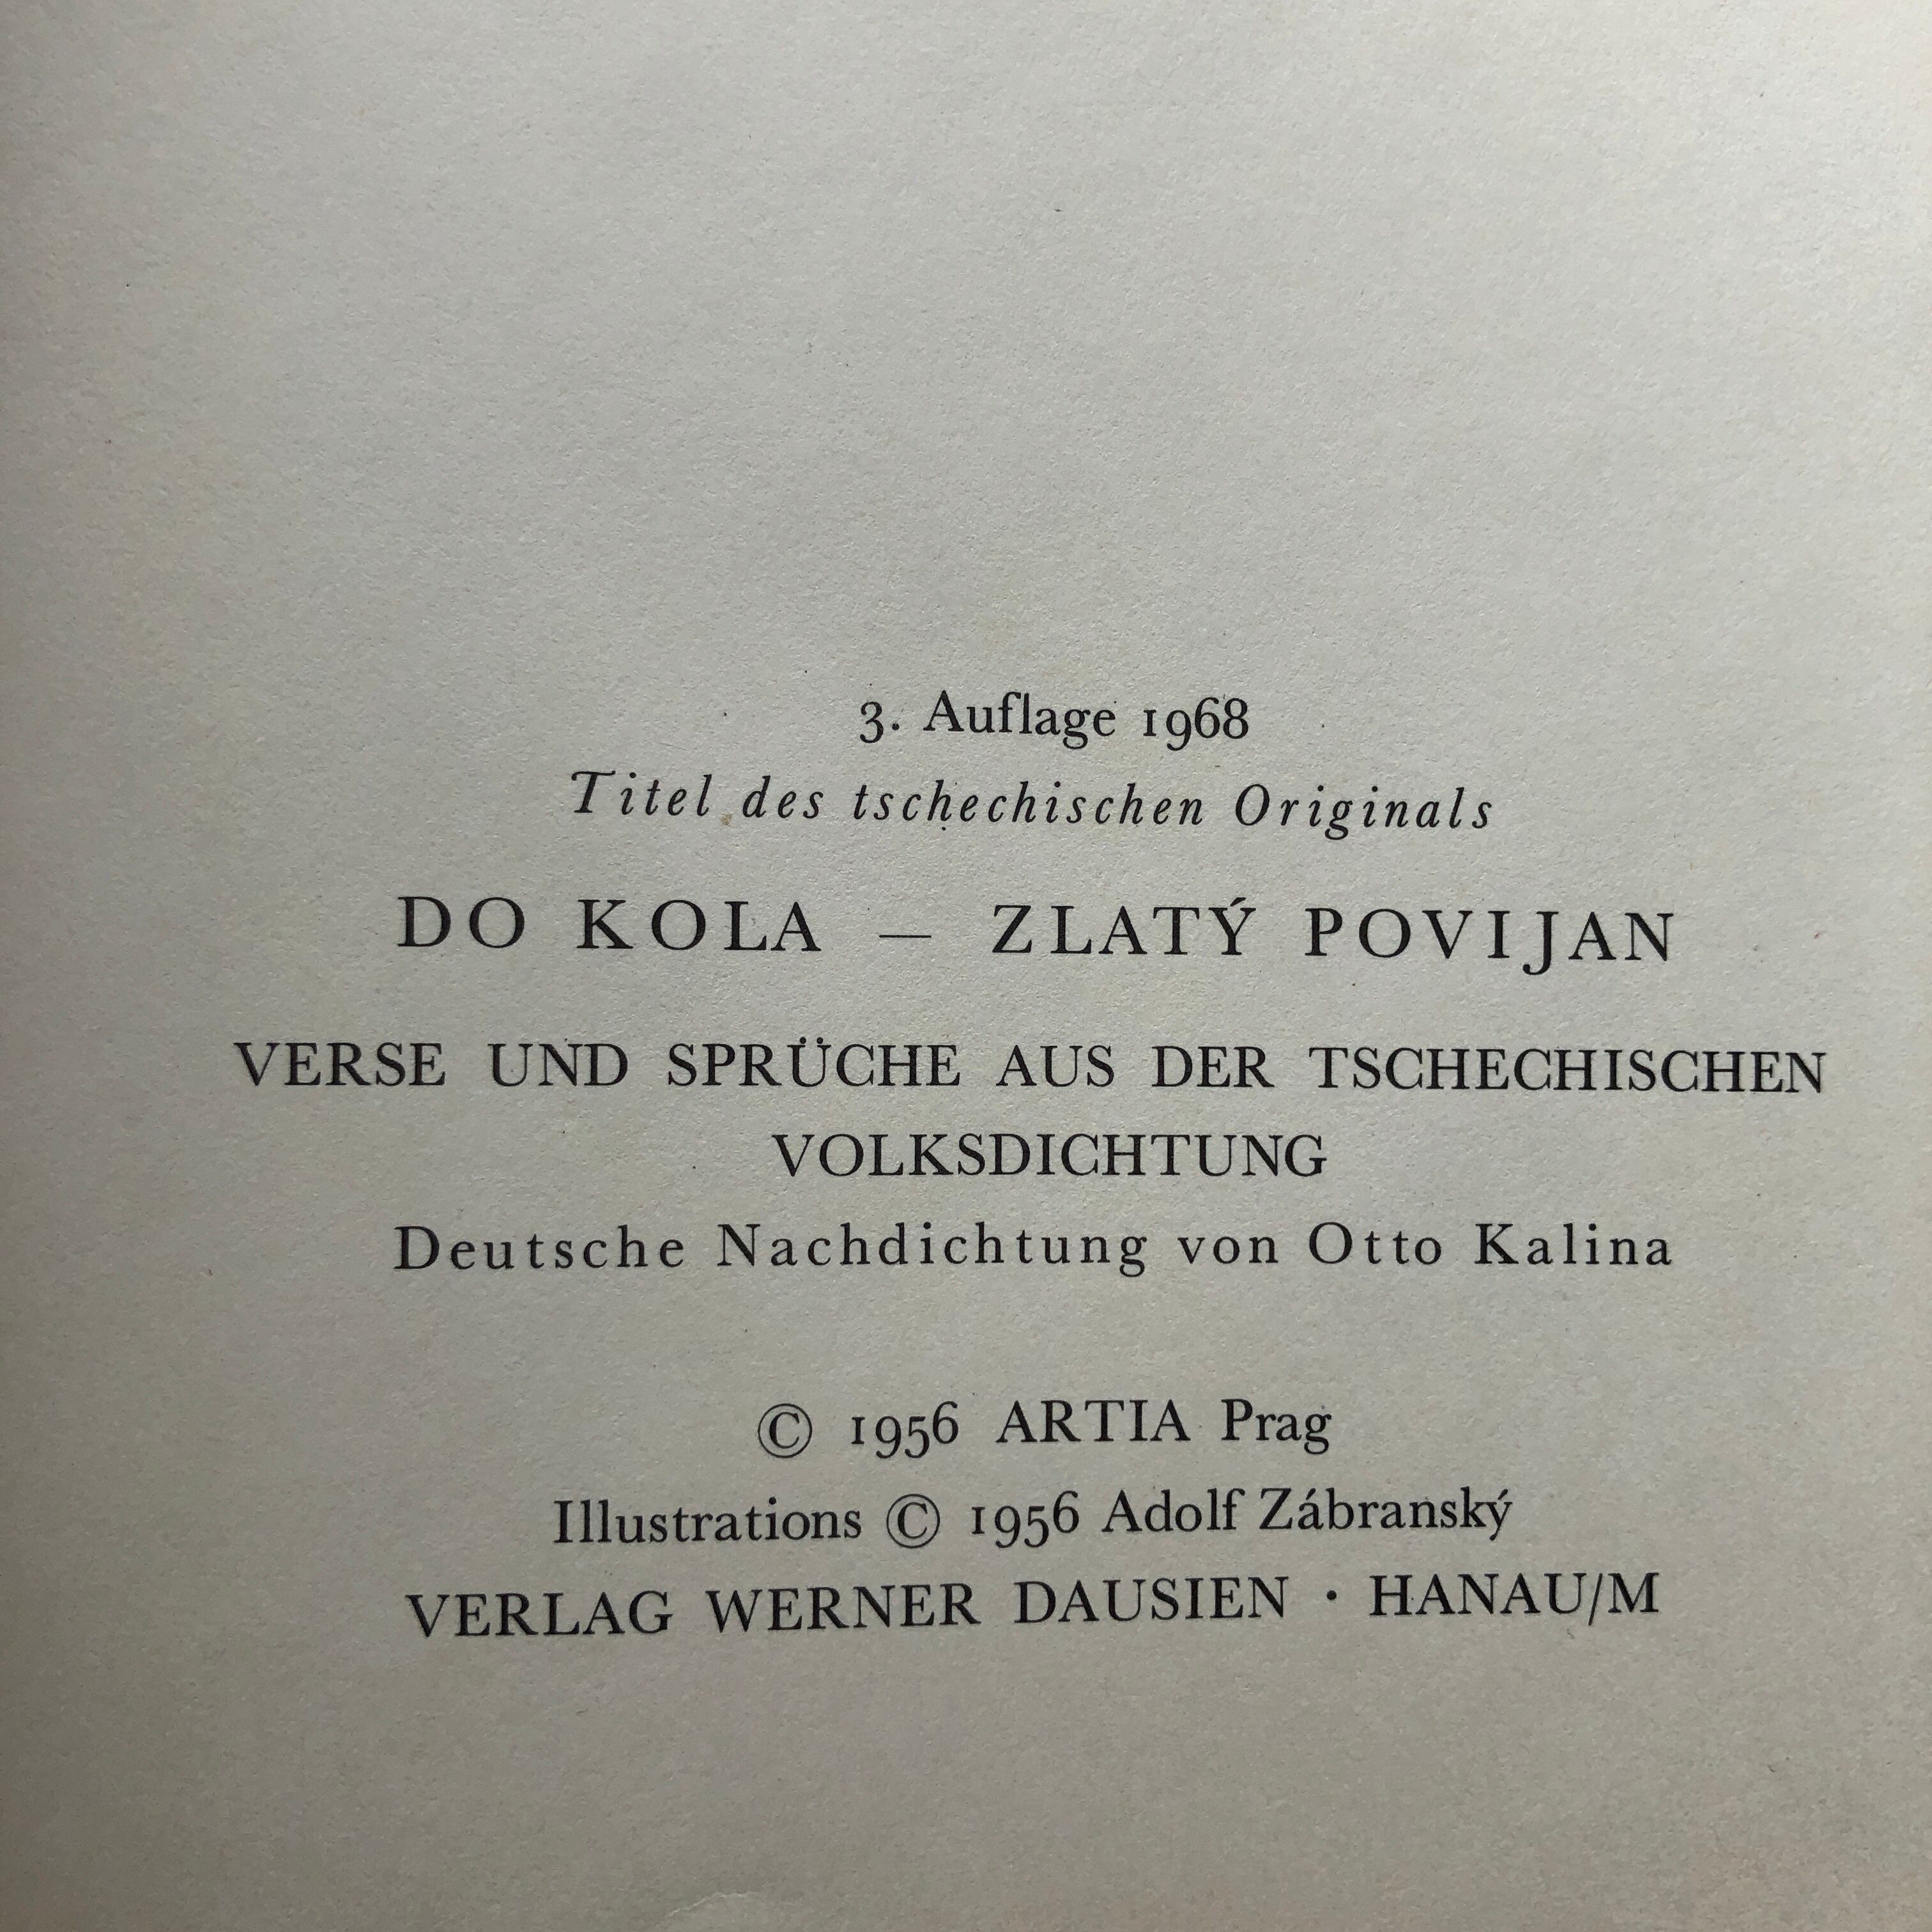 3. Auflage 1968
Titel des tschechischen Originals
DO KOLA — ZLATÝ POVIJAN
VERSE UND SPRÜCHE AUS DER TSCHECHISCHEN
VOLKSDICHTUNG
Deutsche Nachdichtung von Otto Kalina
© 1956 ARTIA Prag
Illustrations © 1956 Adolf Zábranský
VERLAG WERNER DAUSIEN · HANAU/M